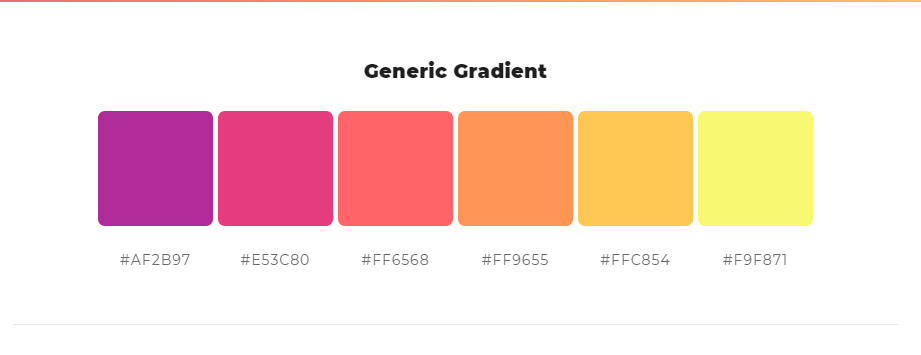 Generic Gradient
#AF2B97 #E53C80 #FF6568 #FF9655 #FFC854 #F9F871